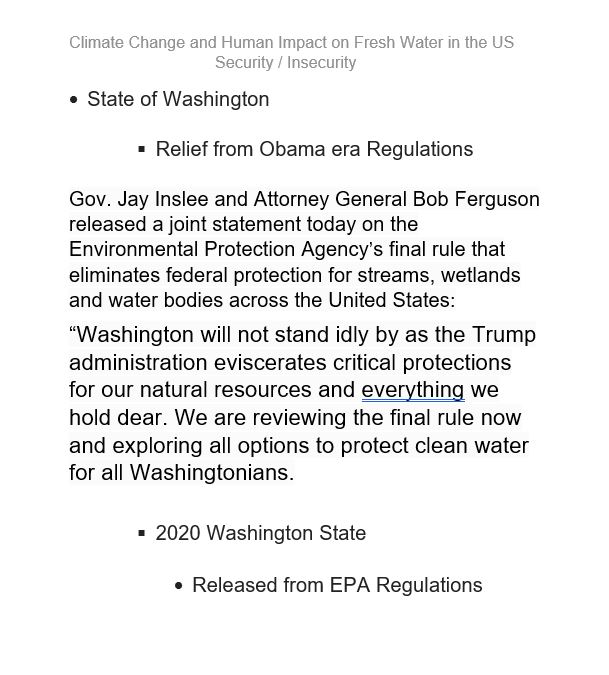 Climate Change and Human Impact on Fresh Water in the US
Security / Insecurity
• State of Washington
▪ Relief from Obama era Regulations
Gov. Jay Inslee and Attorney General Bob Ferguson
released a joint statement today on the
Environmental Protection Agency’s final rule that
eliminates federal protection for streams, wetlands
and water bodies across the United States:
“Washington will not stand idly by as the Trump
administration eviscerates critical protections
for our natural resources and everything we
hold dear. We are reviewing the final rule now
and exploring all options to protect clean water
for all Washingtonians.
▪ 2020 Washington State
• Released from EPA Regulations